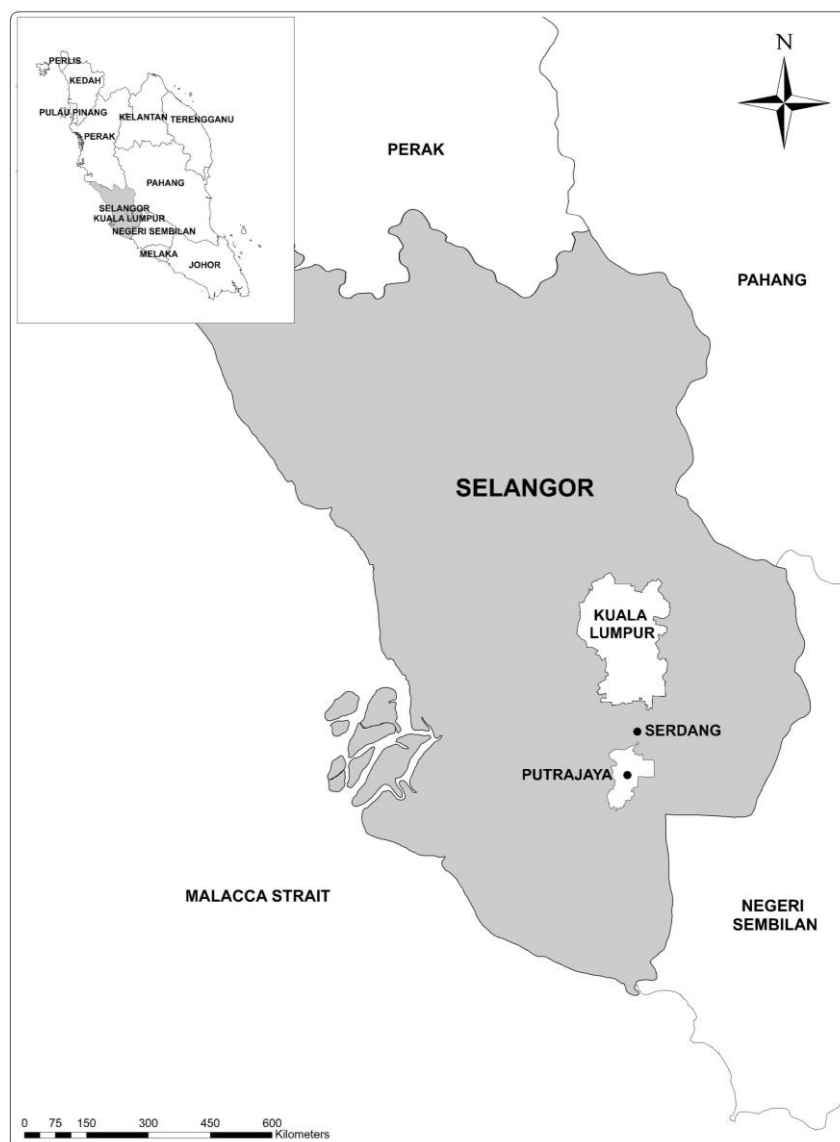 PERLIS
KEDAH
PULAU PINANG
KELANTAN
TERENGGANU
PERAK
PAHANG
SELANGOR
KUALA LUMPUR
NEGERI SEMBILAN
MELAKA
JOHOR
N
PERAK
PAHANG
SELANGOR
KUALA
LUMPUR
SERDANG
PUTRAJAYA
MALACCA STRAIT
NEGERI
SEMBILAN
0 75 150 300 450 600
Kilometers